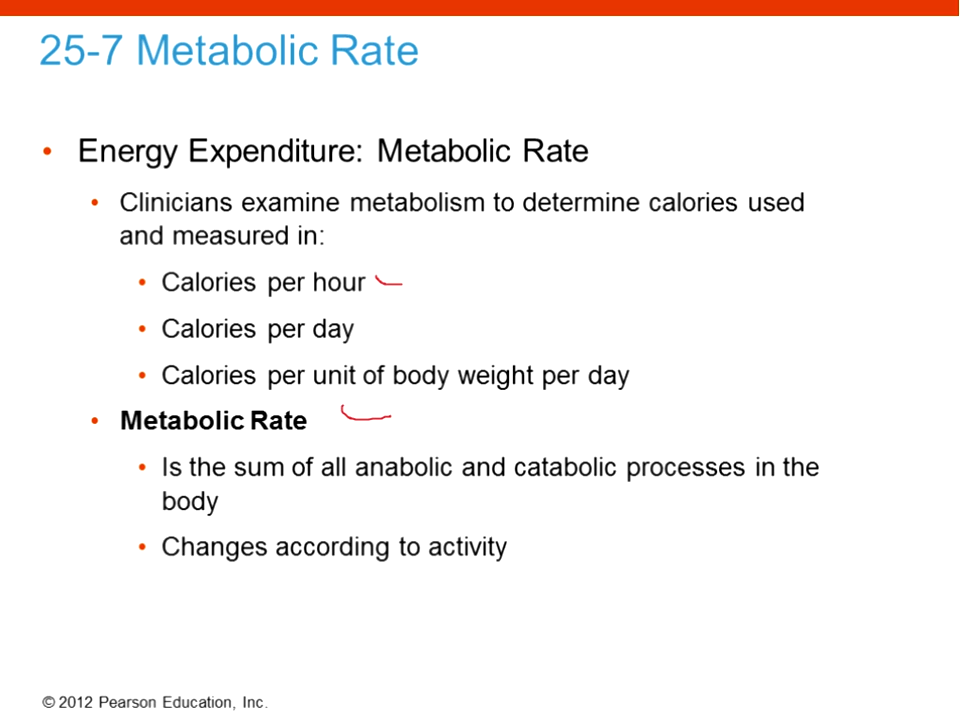 25-7 Metabolic Rate
• Energy Expenditure: Metabolic Rate
• Clinicians examine metabolism to determine calories used
and measured in:
• Calories per hour
• Calories per day
• Calories per unit of body weight per day
• Metabolic Rate
• Is the sum of all anabolic and catabolic processes in the
body
• Changes according to activity
© 2012 Pearson Education, Inc.